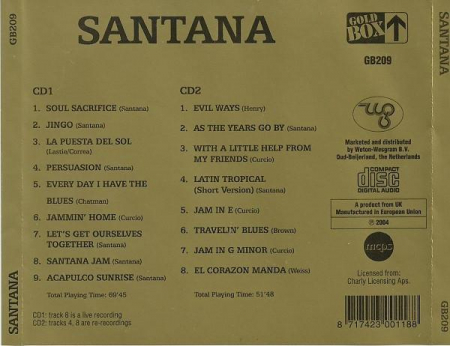 GB209
SANTANA
SANTANA
GOLD
BOX
GB209
CD1
1. SOUL SACRIFICE (Santana)
2. JINGO (Santana)
3. LA PUESTA DEL SOL
(Lastie/Correa)
4. PERSUASION (Santana)
5. EVERY DAY I HAVE THE
BLUES (Chatman)
6. JAMMIN' HOME (Curcio)
7. LET'S GET OURSELVES
TOGETHER (Santana)
8. SANTANA JAM (Santana)
9. ACAPULCO SUNRISE (Santana)
Total Playing Time: 69'45
CD1: track 8 is a live recording
CD2: tracks 4, 8 are re-recordings
CD2
1. EVIL WAYS (Henry)
2. AS THE YEARS GO BY (Santana)
3. WITH A LITTLE HELP FROM
MY FRIENDS (Curcio)
4. LATIN TROPICAL
(Short Version) (Santana)
5. JAM IN E (Curcio)
6. TRAVELIN' BLUES (Brown)
7. JAM IN G MINOR (Curcio)
8. EL CORAZON MANDA (Weiss)
Total Playing Time: 51'48
Marketed and distributed
by Woton-Wesgram B.V.
Oud-Beijerland, the Netherlands
COMPACT
disc
DIGITAL AUDIO
A product from UK
Manufactured in European Union
℗ 2004
mcps
Licensed from:
Charly Licensing Aps.
8 717423 001188
SANTANA
GB209